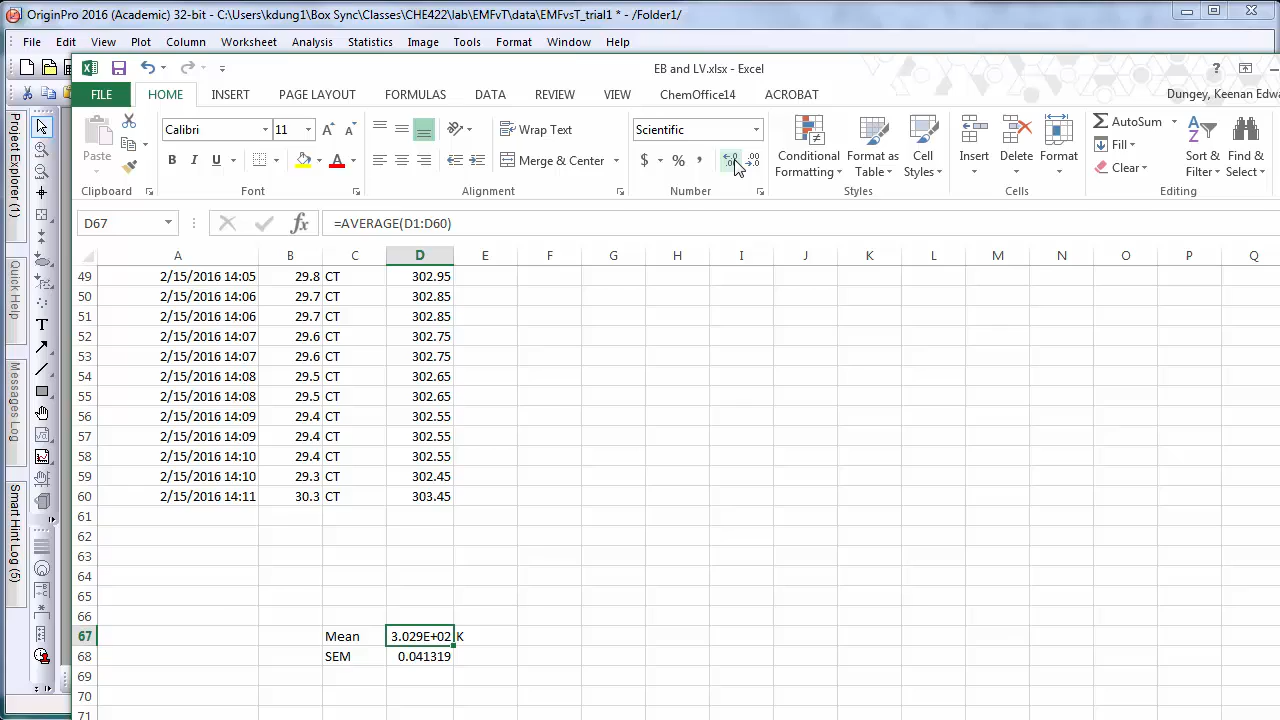 OriginPro 2016 (Academic) 32-bit - C:\Users\kdung1\Box Sync\Classes\CHE422\lab\EMFvT\data\EMFvsT_trial1 * - /Folder1/
File Edit View Plot Column Worksheet Analysis Statistics Image Tools Format Window Help
EB and LV.xlsx - Excel
FILE HOME INSERT PAGE LAYOUT FORMULAS DATA REVIEW VIEW ChemOffice14 ACROBAT
Dungey, Keenan Edwa
Paste
Calibri 11
Wrap Text
Scientific
Conditional Formatting
Format as Table
Cell Styles
Insert Delete Format
AutoSum
Fill
Clear
Sort & Filter
Find & Select
B I U A
Merge & Center
$ % ,
Clipboard Font Alignment Number Styles Cells Editing
D67 fx =AVERAGE(D1:D60)
A B C D E F G H I J K L M N O P Q
49 2/15/2016 14:05 29.8 CT 302.95
50 2/15/2016 14:06 29.7 CT 302.85
51 2/15/2016 14:06 29.7 CT 302.85
52 2/15/2016 14:07 29.6 CT 302.75
53 2/15/2016 14:07 29.6 CT 302.75
54 2/15/2016 14:08 29.5 CT 302.65
55 2/15/2016 14:08 29.5 CT 302.65
56 2/15/2016 14:09 29.4 CT 302.55
57 2/15/2016 14:09 29.4 CT 302.55
58 2/15/2016 14:10 29.4 CT 302.55
59 2/15/2016 14:10 29.3 CT 302.45
60 2/15/2016 14:11 30.3 CT 303.45
61
62
63
64
65
66
67 Mean 3.029E+02 K
68 SEM 0.041319
69
70
71
Project Explorer (1)
Quick Help
Messages Log
Smart Hint Log (5)